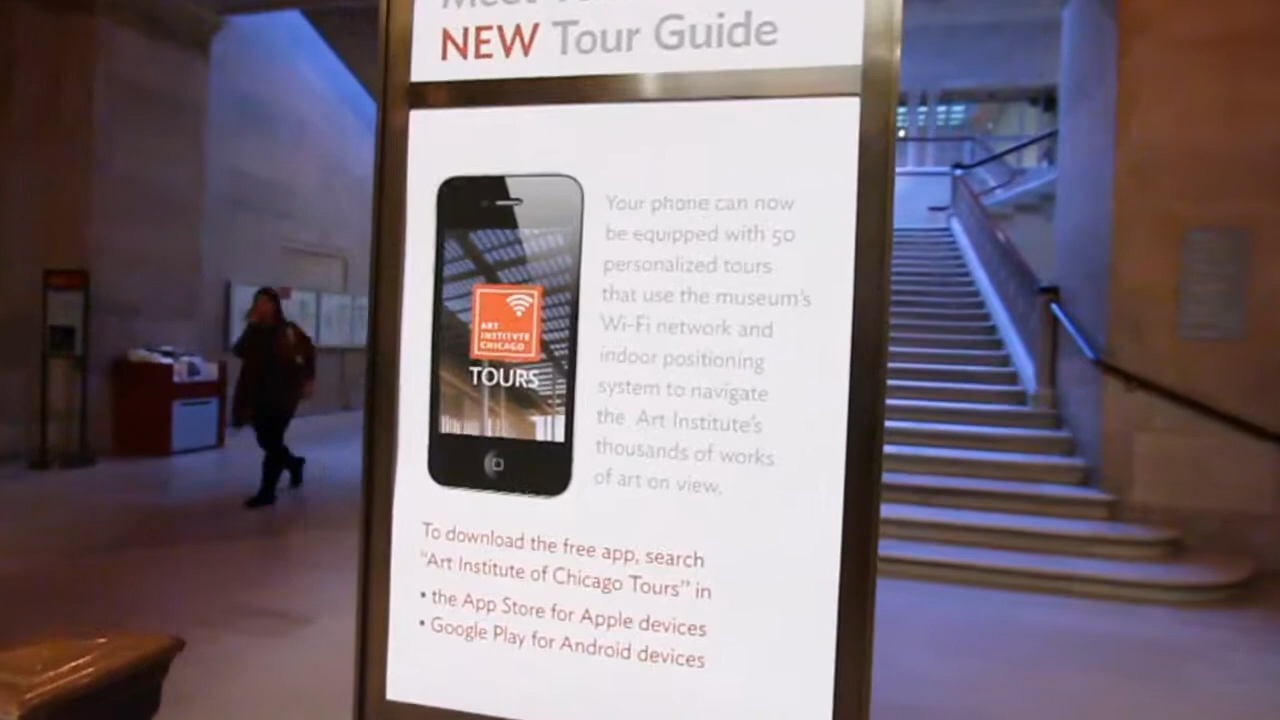 NEW Tour Guide
Your phone can now
be equipped with 50
personalized tours
that use the museum's
Wi-Fi network and
indoor positioning
system to navigate
the Art Institute's
thousands of works
of art on view.
ART
INSTITVTE
CHICAGO
TOURS
To download the free app, search
"Art Institute of Chicago Tours" in
• the App Store for Apple devices
• Google Play for Android devices